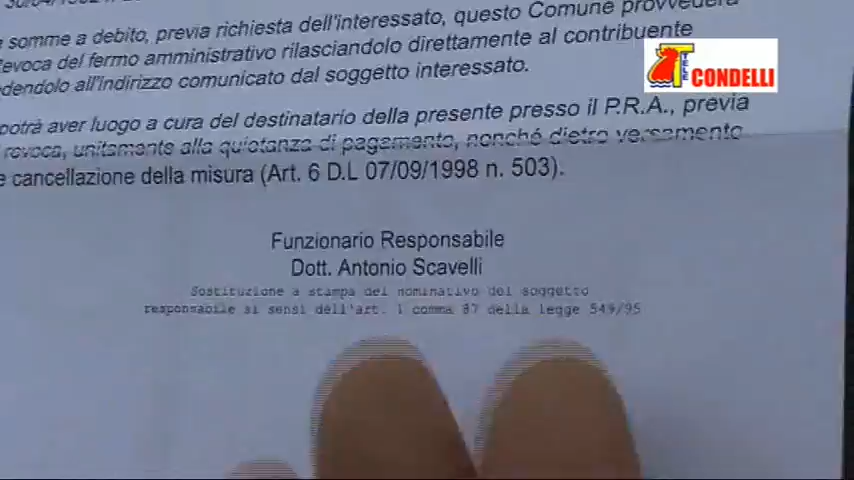 somme a debito, previa richiesta dell'interessato, questo Comune provvederà
revoca del fermo amministrativo rilasciandolo direttamente al contribuente
all'indirizzo comunicato dal soggetto interessato.
TELE CONDELLI
potrà aver luogo a cura del destinatario della presente presso il P.R.A., previa
revoca, unitamente alla quietanza di pagamento, nonché dietro versamento
e cancellazione della misura (Art. 6 D.L 07/09/1998 n. 503).
Funzionario Responsabile
Dott. Antonio Scavelli
Sostituzione a stampa del nominativo del soggetto
responsabile ai sensi dell'art. 1 comma 87 della legge 549/95